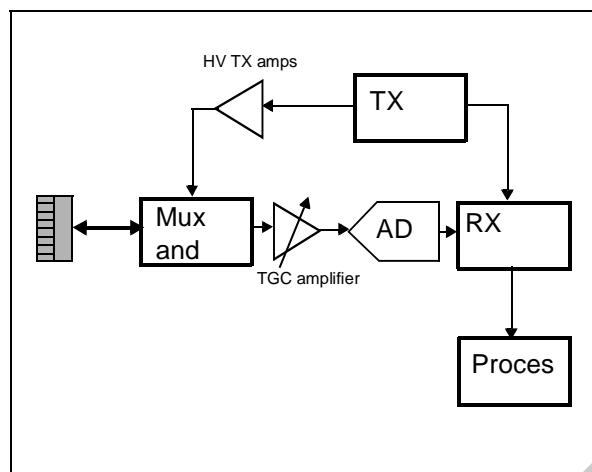 HV TX amps
TX
Mux
and
TGC amplifier
AD
RX
Proces